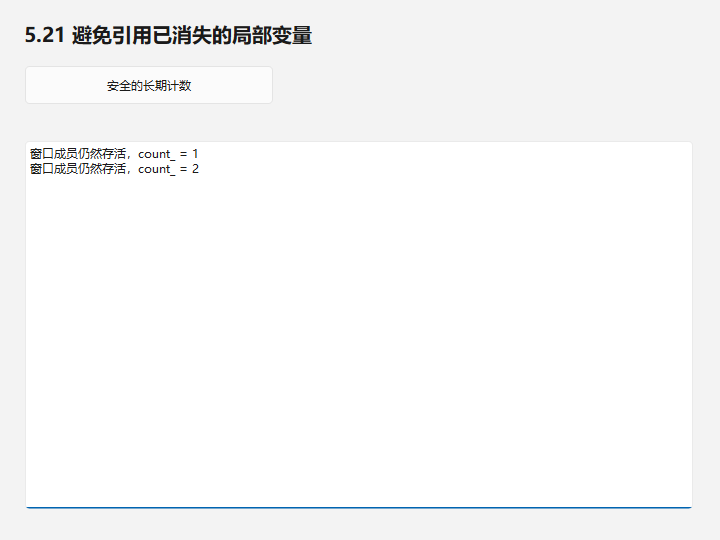 5.21 避免引用已消失的局部变量
安全的长期计数
窗口成员仍然存活，count_ = 1
窗口成员仍然存活，count_ = 2